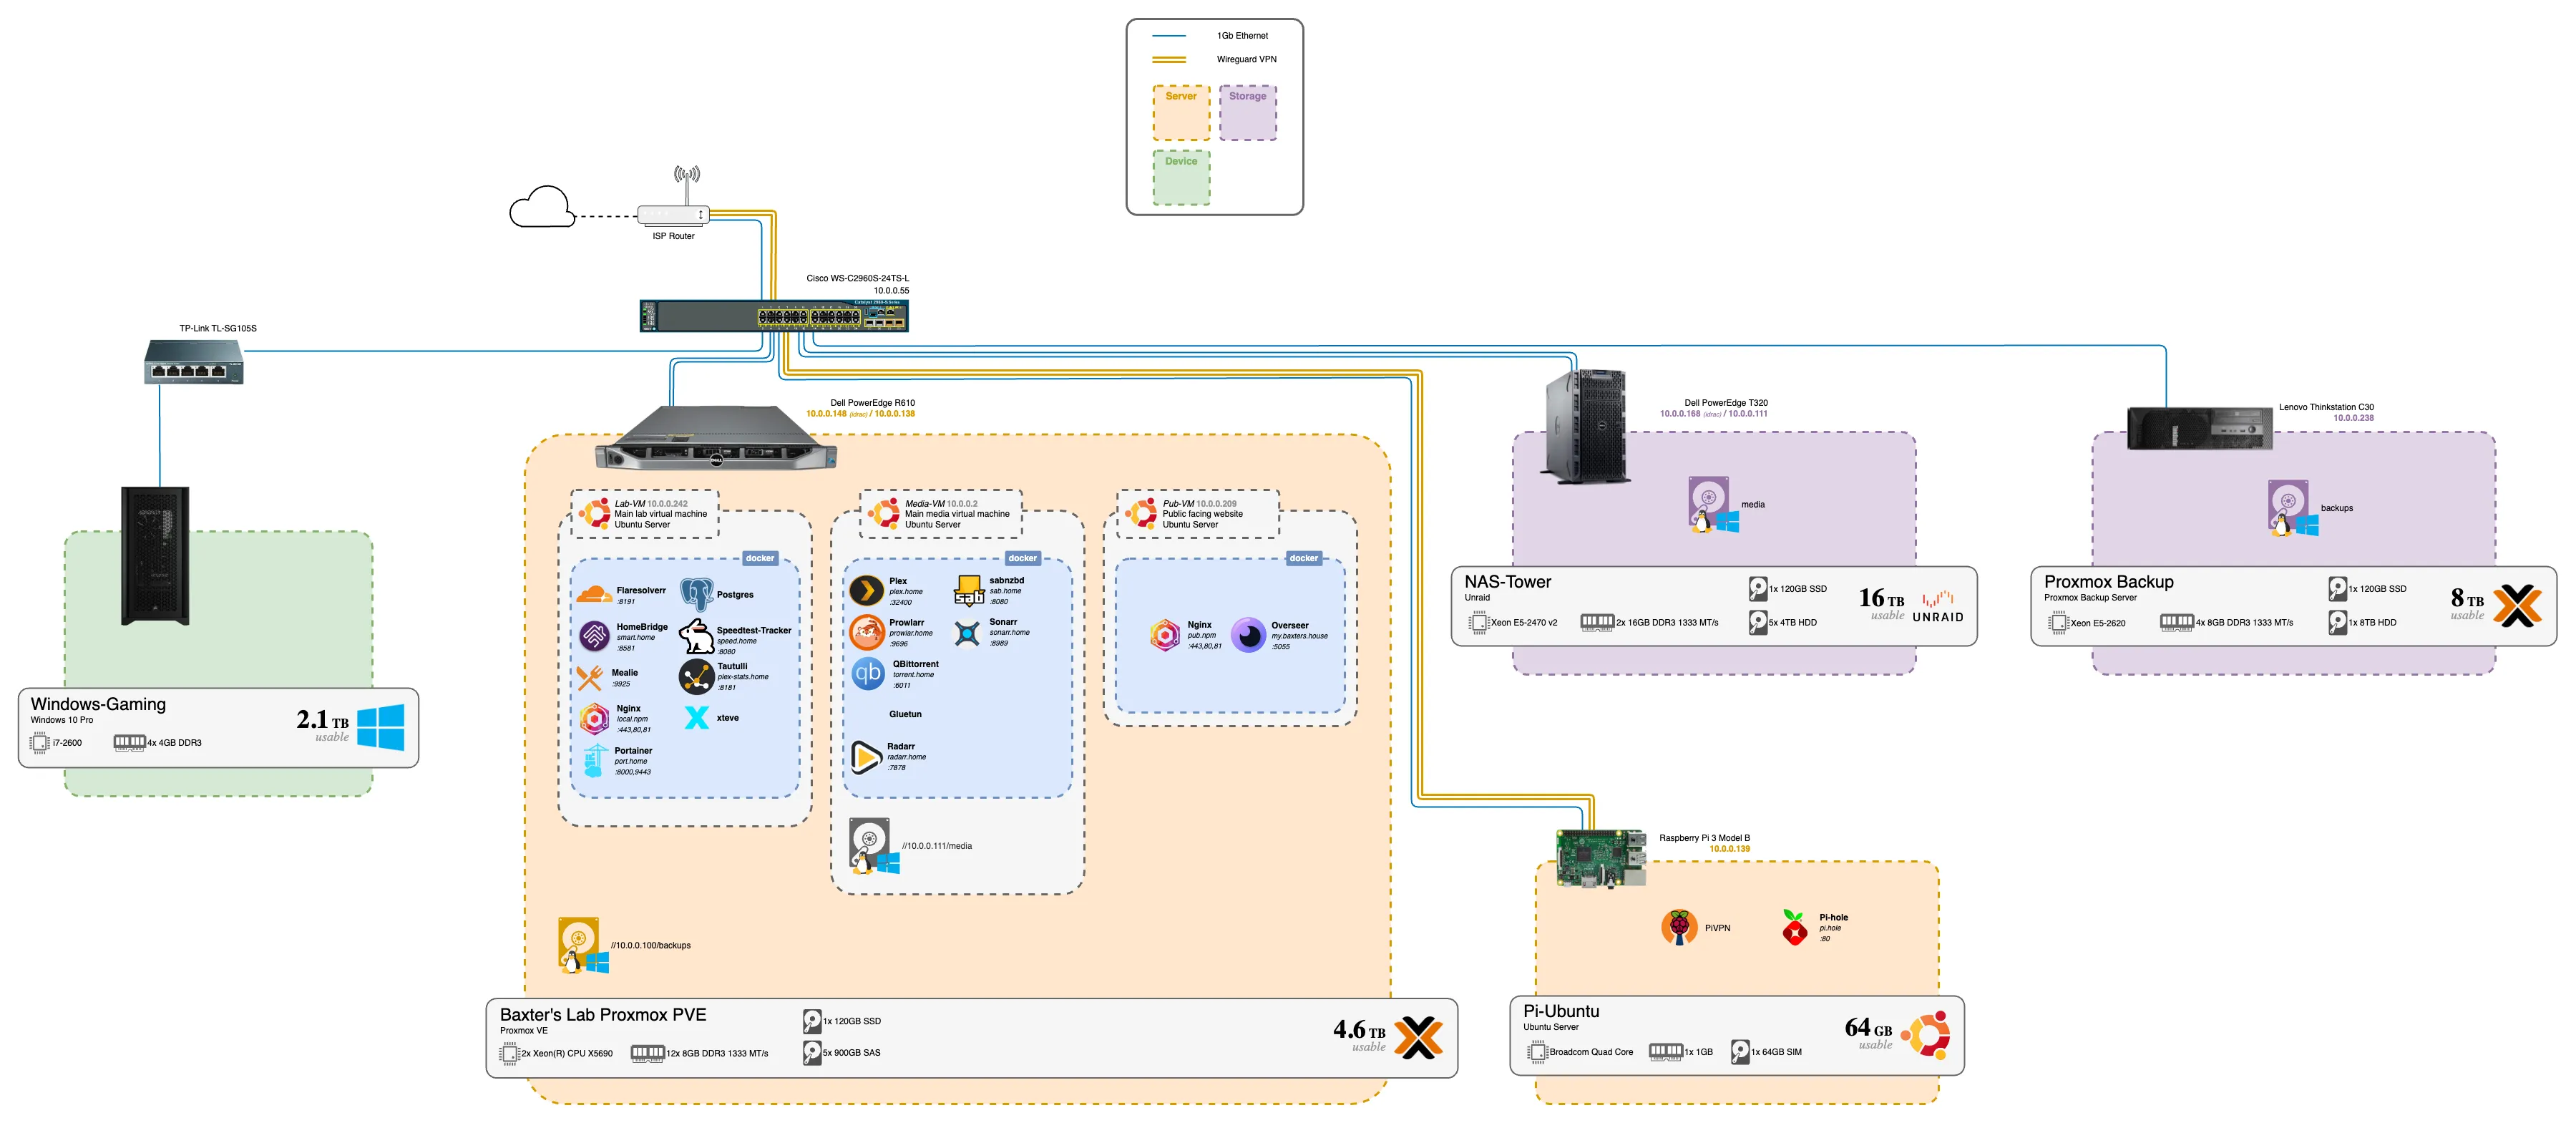 1Gb Ethernet
Wireguard VPN
Server
Storage
Device
ISP Router
Cisco WS-C2960S-24TS-L
10.0.0.55
TP-Link TL-SG105S
Dell PowerEdge R610
10.0.0.148 (idrac) / 10.0.0.138
Dell PowerEdge T320
10.0.0.168 (idrac) / 10.0.0.111
Lenovo Thinkstation C30
10.0.0.238
Windows-Gaming
Windows 10 Pro
i7-2600
4x 4GB DDR3
2.1 TB
usable
Lab-VM 10.0.0.242
Main lab virtual machine
Ubuntu Server
docker
Flaresolverr
:8191
Postgres
HomeBridge
smart.home
:8581
Speedtest-Tracker
speed.home
:8080
Mealie
:9925
Tautulli
plex-stats.home
:8181
Nginx
local.npm
:443,80,81
xteve
Portainer
port.home
:8000,9443
Media-VM 10.0.0.2
Main media virtual machine
Ubuntu Server
docker
Plex
plex.home
:32400
sabnzbd
sab.home
:8080
sab
Prowlarr
prowlar.home
:9696
Sonarr
sonarr.home
:8989
qb
QBittorrent
torrent.home
:6011
Gluetun
Radarr
radarr.home
:7878
//10.0.0.111/media
Pub-VM 10.0.0.209
Public facing website
Ubuntu Server
docker
Nginx
pub.npm
:443,80,81
Overseer
my.baxters.house
:5055
//10.0.0.100/backups
Baxter's Lab Proxmox PVE
Proxmox VE
2x Xeon(R) CPU X5690
12x 8GB DDR3 1333 MT/s
1x 120GB SSD
5x 900GB SAS
4.6 TB
usable
media
NAS-Tower
Unraid
Xeon E5-2470 v2
2x 16GB DDR3 1333 MT/s
1x 120GB SSD
5x 4TB HDD
16 TB
usable
UNRAID
backups
Proxmox Backup
Proxmox Backup Server
Xeon E5-2620
4x 8GB DDR3 1333 MT/s
1x 120GB SSD
1x 8TB HDD
8 TB
usable
Raspberry Pi 3 Model B
10.0.0.139
PiVPN
Pi-hole
pi.hole
:80
Pi-Ubuntu
Ubuntu Server
Broadcom Quad Core
1x 1GB
1x 64GB SIM
64 GB
usable